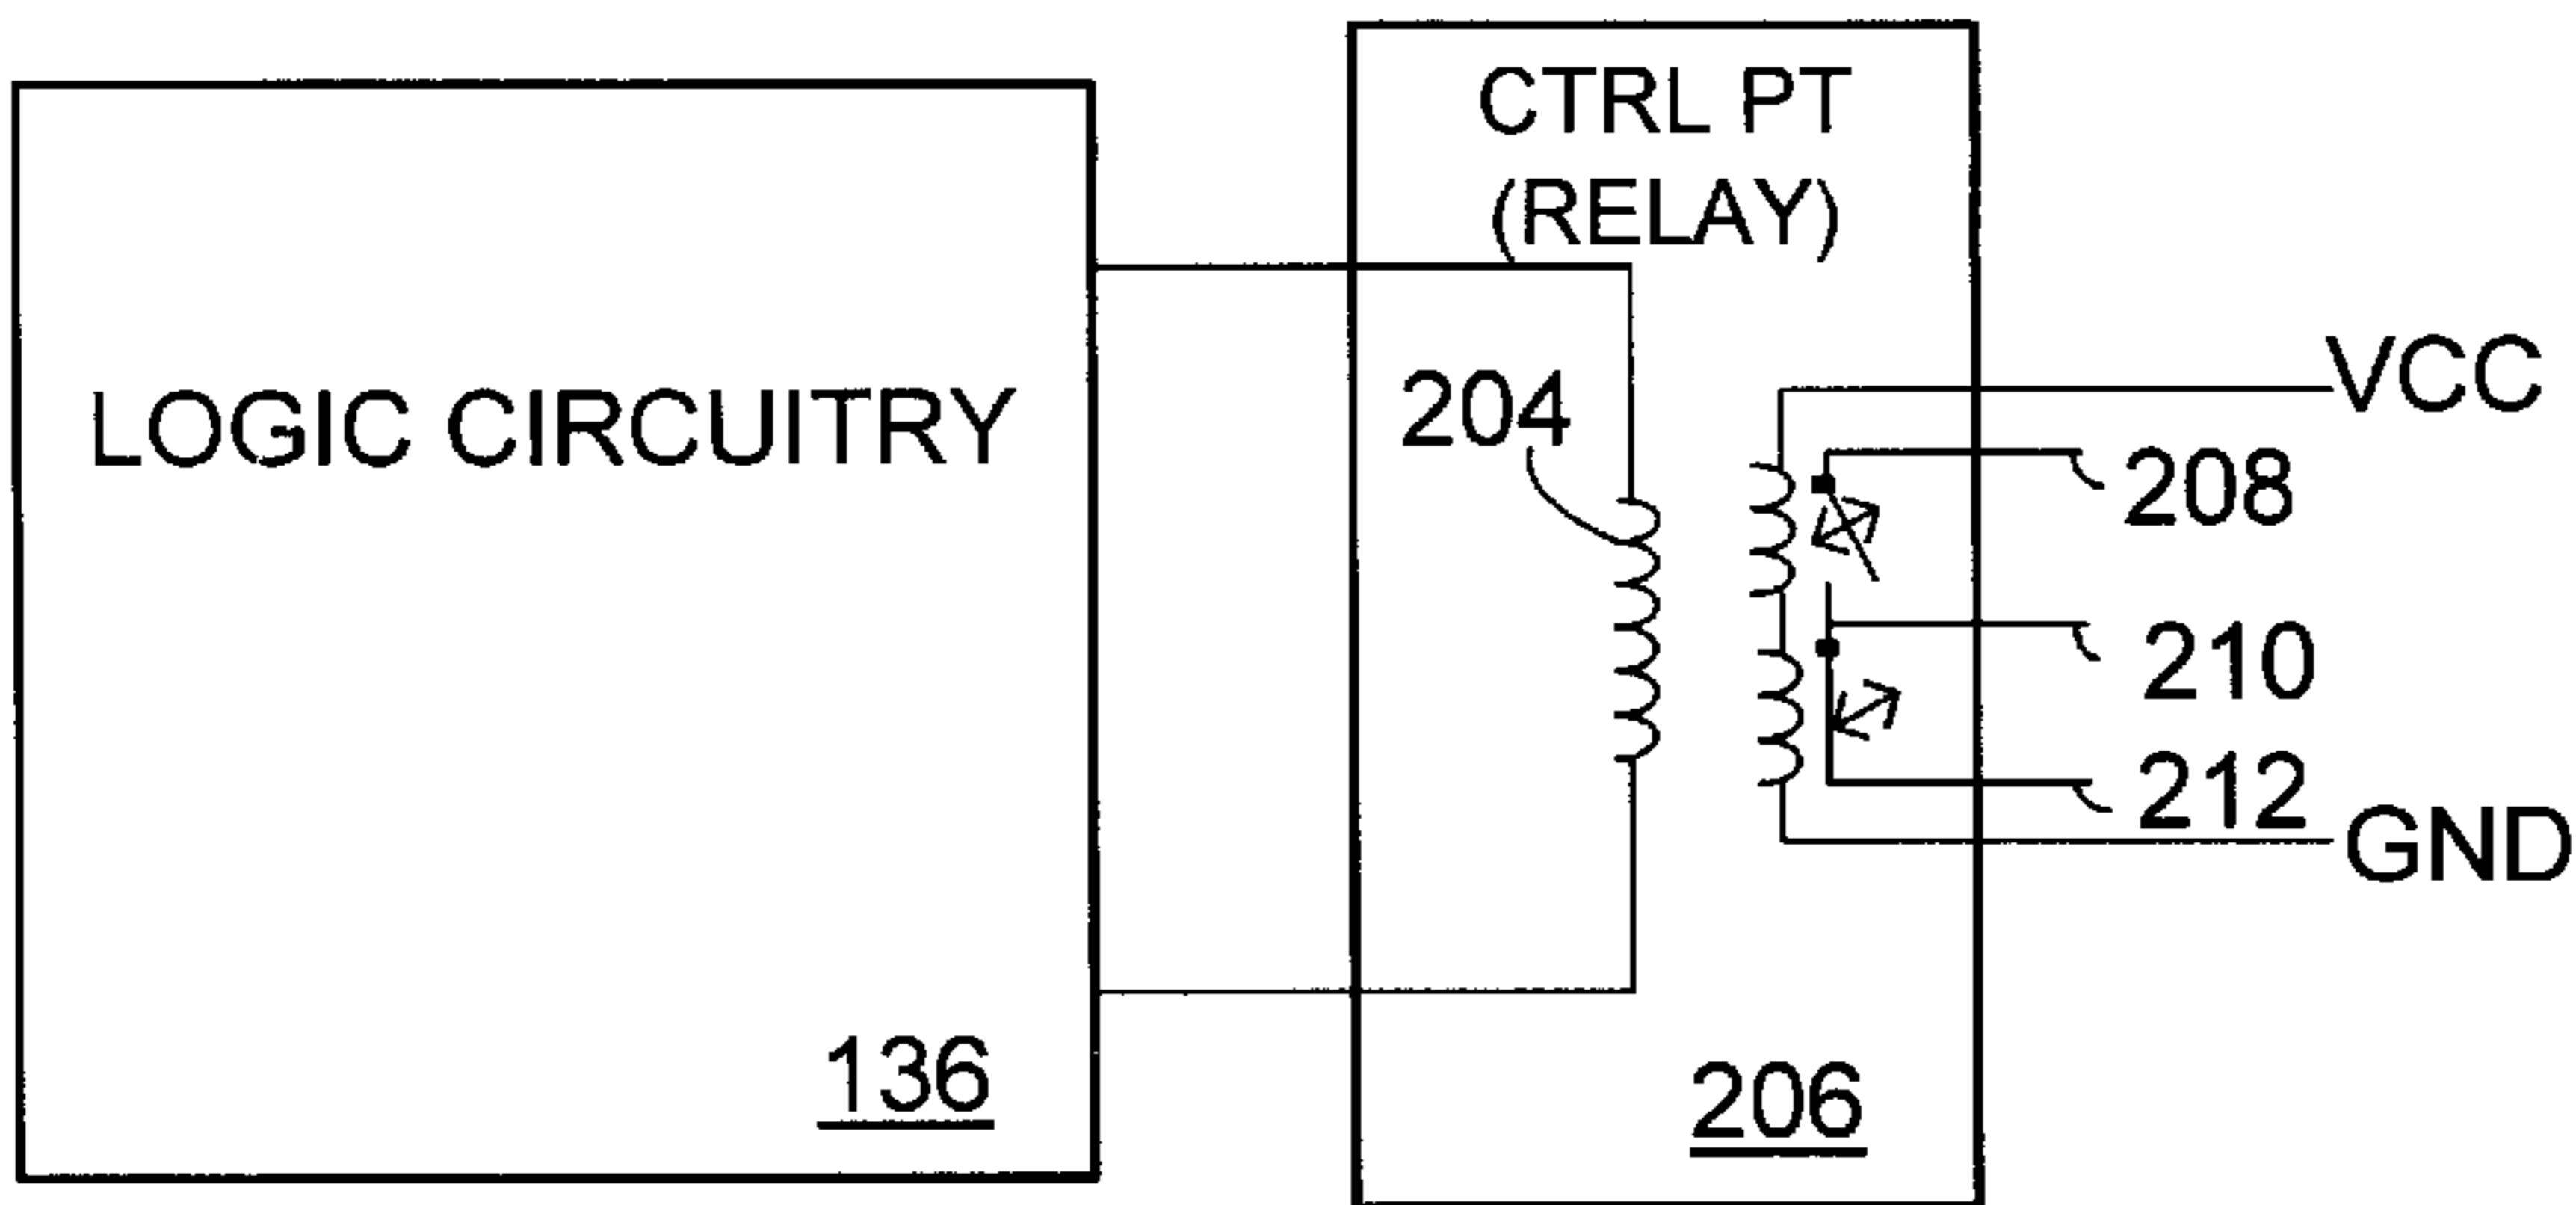 CTRL PT
(RELAY)
LOGIC CIRCUITRY
204
VCC
208
210
212
GND
136
206